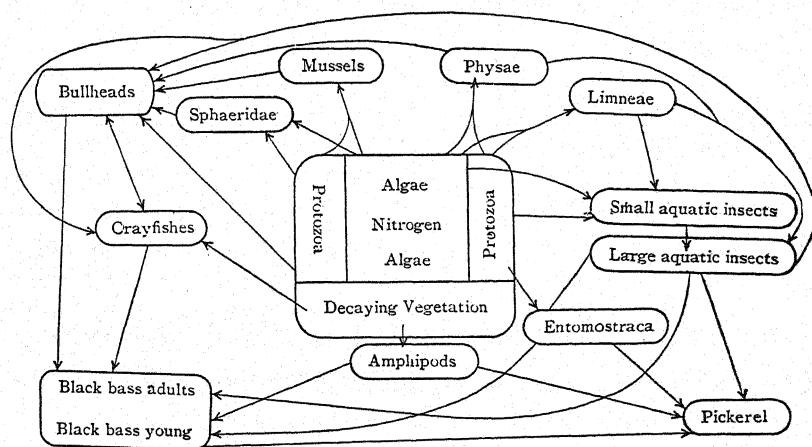 Mussels
Physae
Bullheads
Limneae
Sphaeridae
Protozoa
Algae
Nitrogen
Algae
Protozoa
Small aquatic insects
Crayfishes
Large aquatic insects
Decaying Vegetation
Entomostraca
Amphipods
Black bass adults
Black bass young
Pickerel